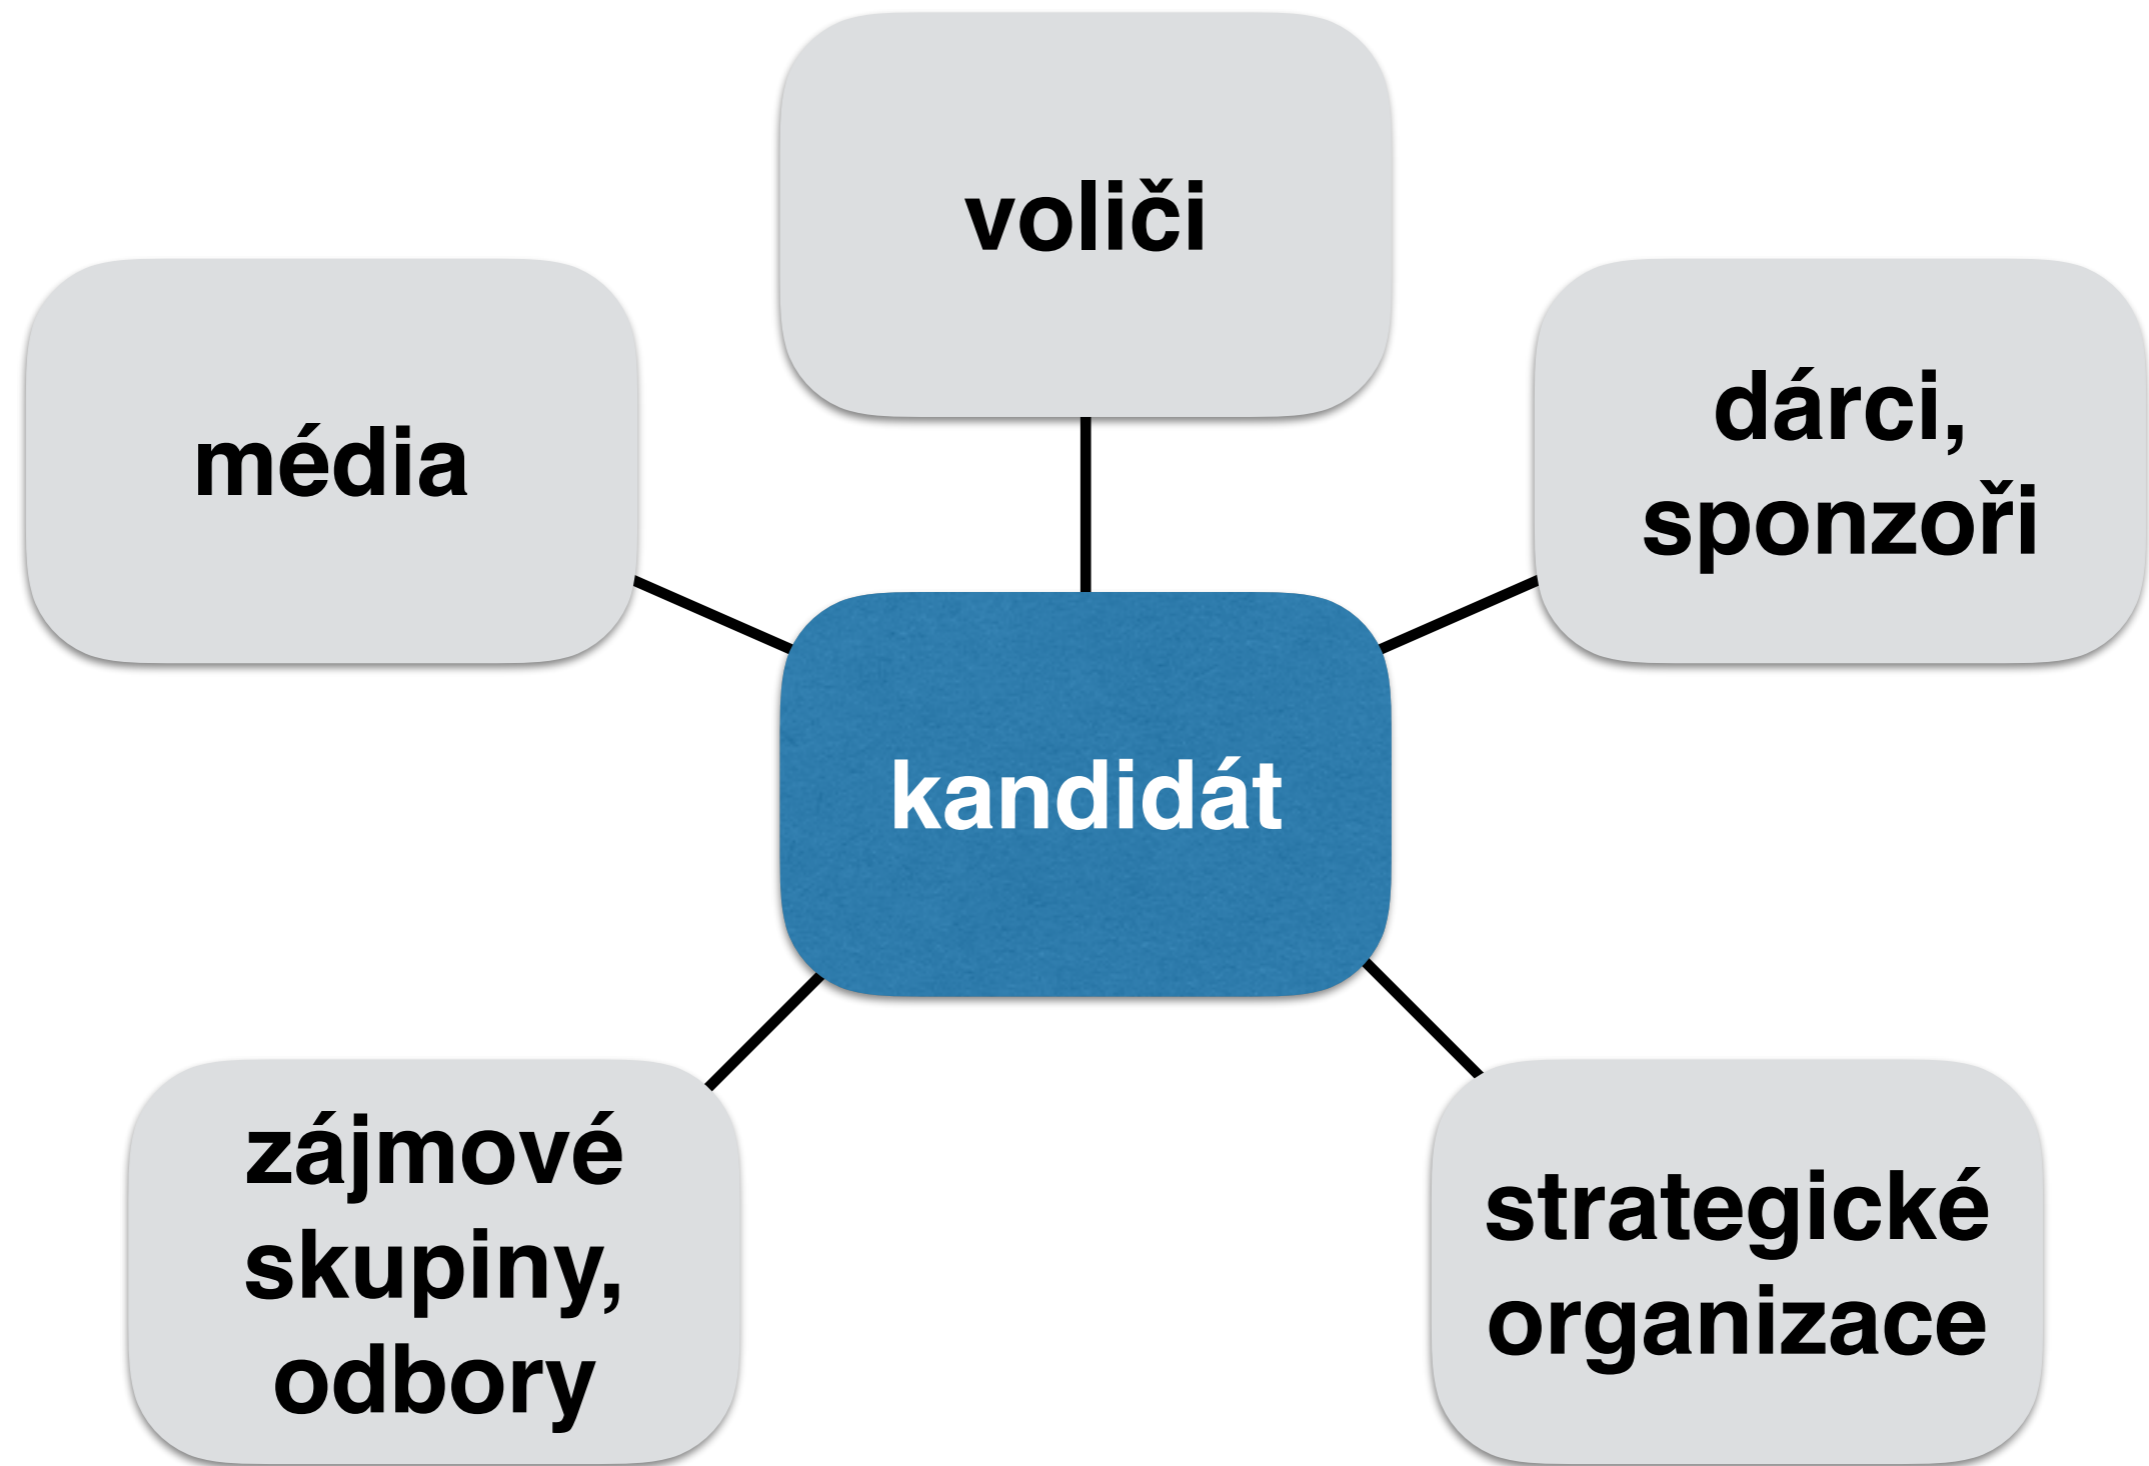 voliči
média
dárci,
sponzoři
kandidát
zájmové
skupiny,
odbory
strategické
organizace